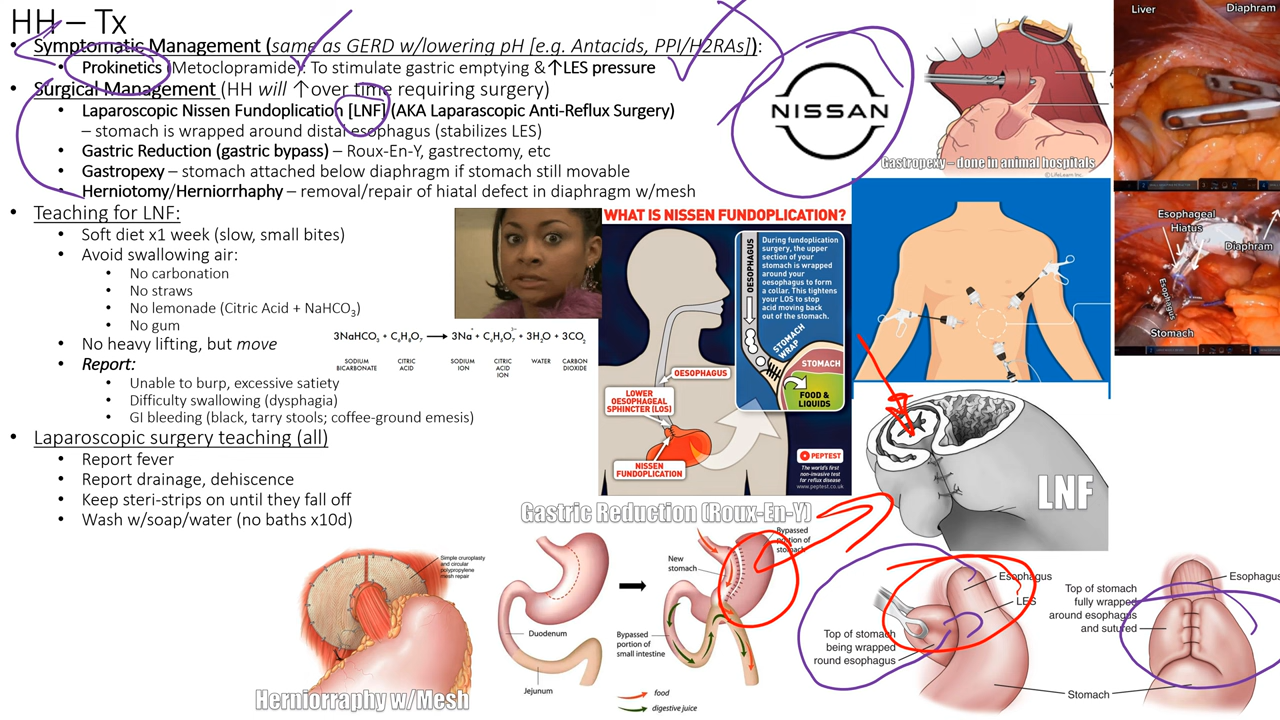 HH – Tx
• Symptomatic Management (same as GERD w/lowering pH [e.g. Antacids, PPI/H2RAs]):
• Prokinetics (Metoclopramide): To stimulate gastric emptying & ↑LES pressure
• Surgical Management (HH will ↑ over time requiring surgery)
• Laparoscopic Nissen Fundoplication [LNF] (AKA Laparascopic Anti-Reflux Surgery)
– stomach is wrapped around distal esophagus (stabilizes LES)
• Gastric Reduction (gastric bypass) – Roux-En-Y, gastrectomy, etc
• Gastropexy – stomach attached below diaphragm if stomach still movable
• Herniotomy/Herniorrhaphy – removal/repair of hiatal defect in diaphragm w/mesh
• Teaching for LNF:
• Soft diet x1 week (slow, small bites)
• Avoid swallowing air:
• No carbonation
• No straws
• No lemonade (Citric Acid + NaHCO₃)
• No gum
• No heavy lifting, but move
• Report:
• Unable to burp, excessive satiety
• Difficulty swallowing (dysphagia)
• GI bleeding (black, tarry stools; coffee-ground emesis)
• Laparoscopic surgery teaching (all)
• Report fever
• Report drainage, dehiscence
• Keep steri-strips on until they fall off
• Wash w/soap/water (no baths x10d)
NISSAN
Gastropexy – done in animal hospitals
©LifeLearn Inc.
Liver
Diaphram
Esophageal
Hiatus
Diaphram
Esophagus
Stomach
3NaHCO₃ + C₆H₈O₇ → 3Na⁺ + C₆H₅O₇³⁻ + 3H₂O + 3CO₂
SODIUM BICARBONATE
CITRIC ACID
SODIUM ION
CITRIC ACID ION
WATER
CARBON DIOXIDE
WHAT IS NISSEN FUNDOPLICATION?
OESOPHAGUS
During fundoplication
surgery, the upper
section of your
stomach is wrapped
around your
oesophagus to form
a collar. This tightens
your LOS to stop
acid moving back
out of the stomach.
STOMACH WRAP
STOMACH
FOOD & LIQUIDS
OESOPHAGUS
LOWER
OESOPHAGEAL
SPHINCTER (LOS)
NISSEN
FUNDOPLICATION
PEPTEST
The world's first
non-invasive test
for reflux disease
www.peptest.co.uk
LNF
Gastric Reduction (Roux-En-Y)
Duodenum
Jejunum
New
stomach
Bypassed
portion of
stomach
Bypassed
portion of
small intestine
food
digestive juice
Simple cruroplasty
and circular
polypropylene
mesh repair
Herniorraphy w/Mesh
Esophagus
LES
Top of stomach
being wrapped
round esophagus
Top of stomach
fully wrapped
around esophagus
and sutured
Esophagus
Stomach